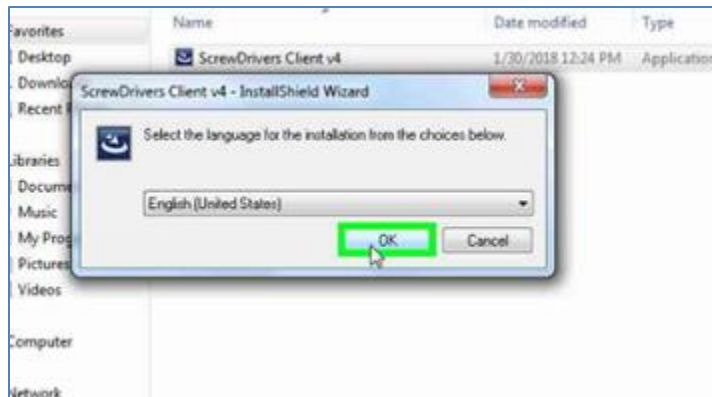 Name Date modified Type
avorites
Desktop ScrewDrivers Client v4 1/30/2018 12:24 PM Application
Downlo
Recent
ScrewDrivers Client v4 - InstallShield Wizard
Select the language for the installation from the choices below.
ibraries
Docume
English (United States)
Music
My Prog
OK Cancel
Pictures
Videos
Computer
Network